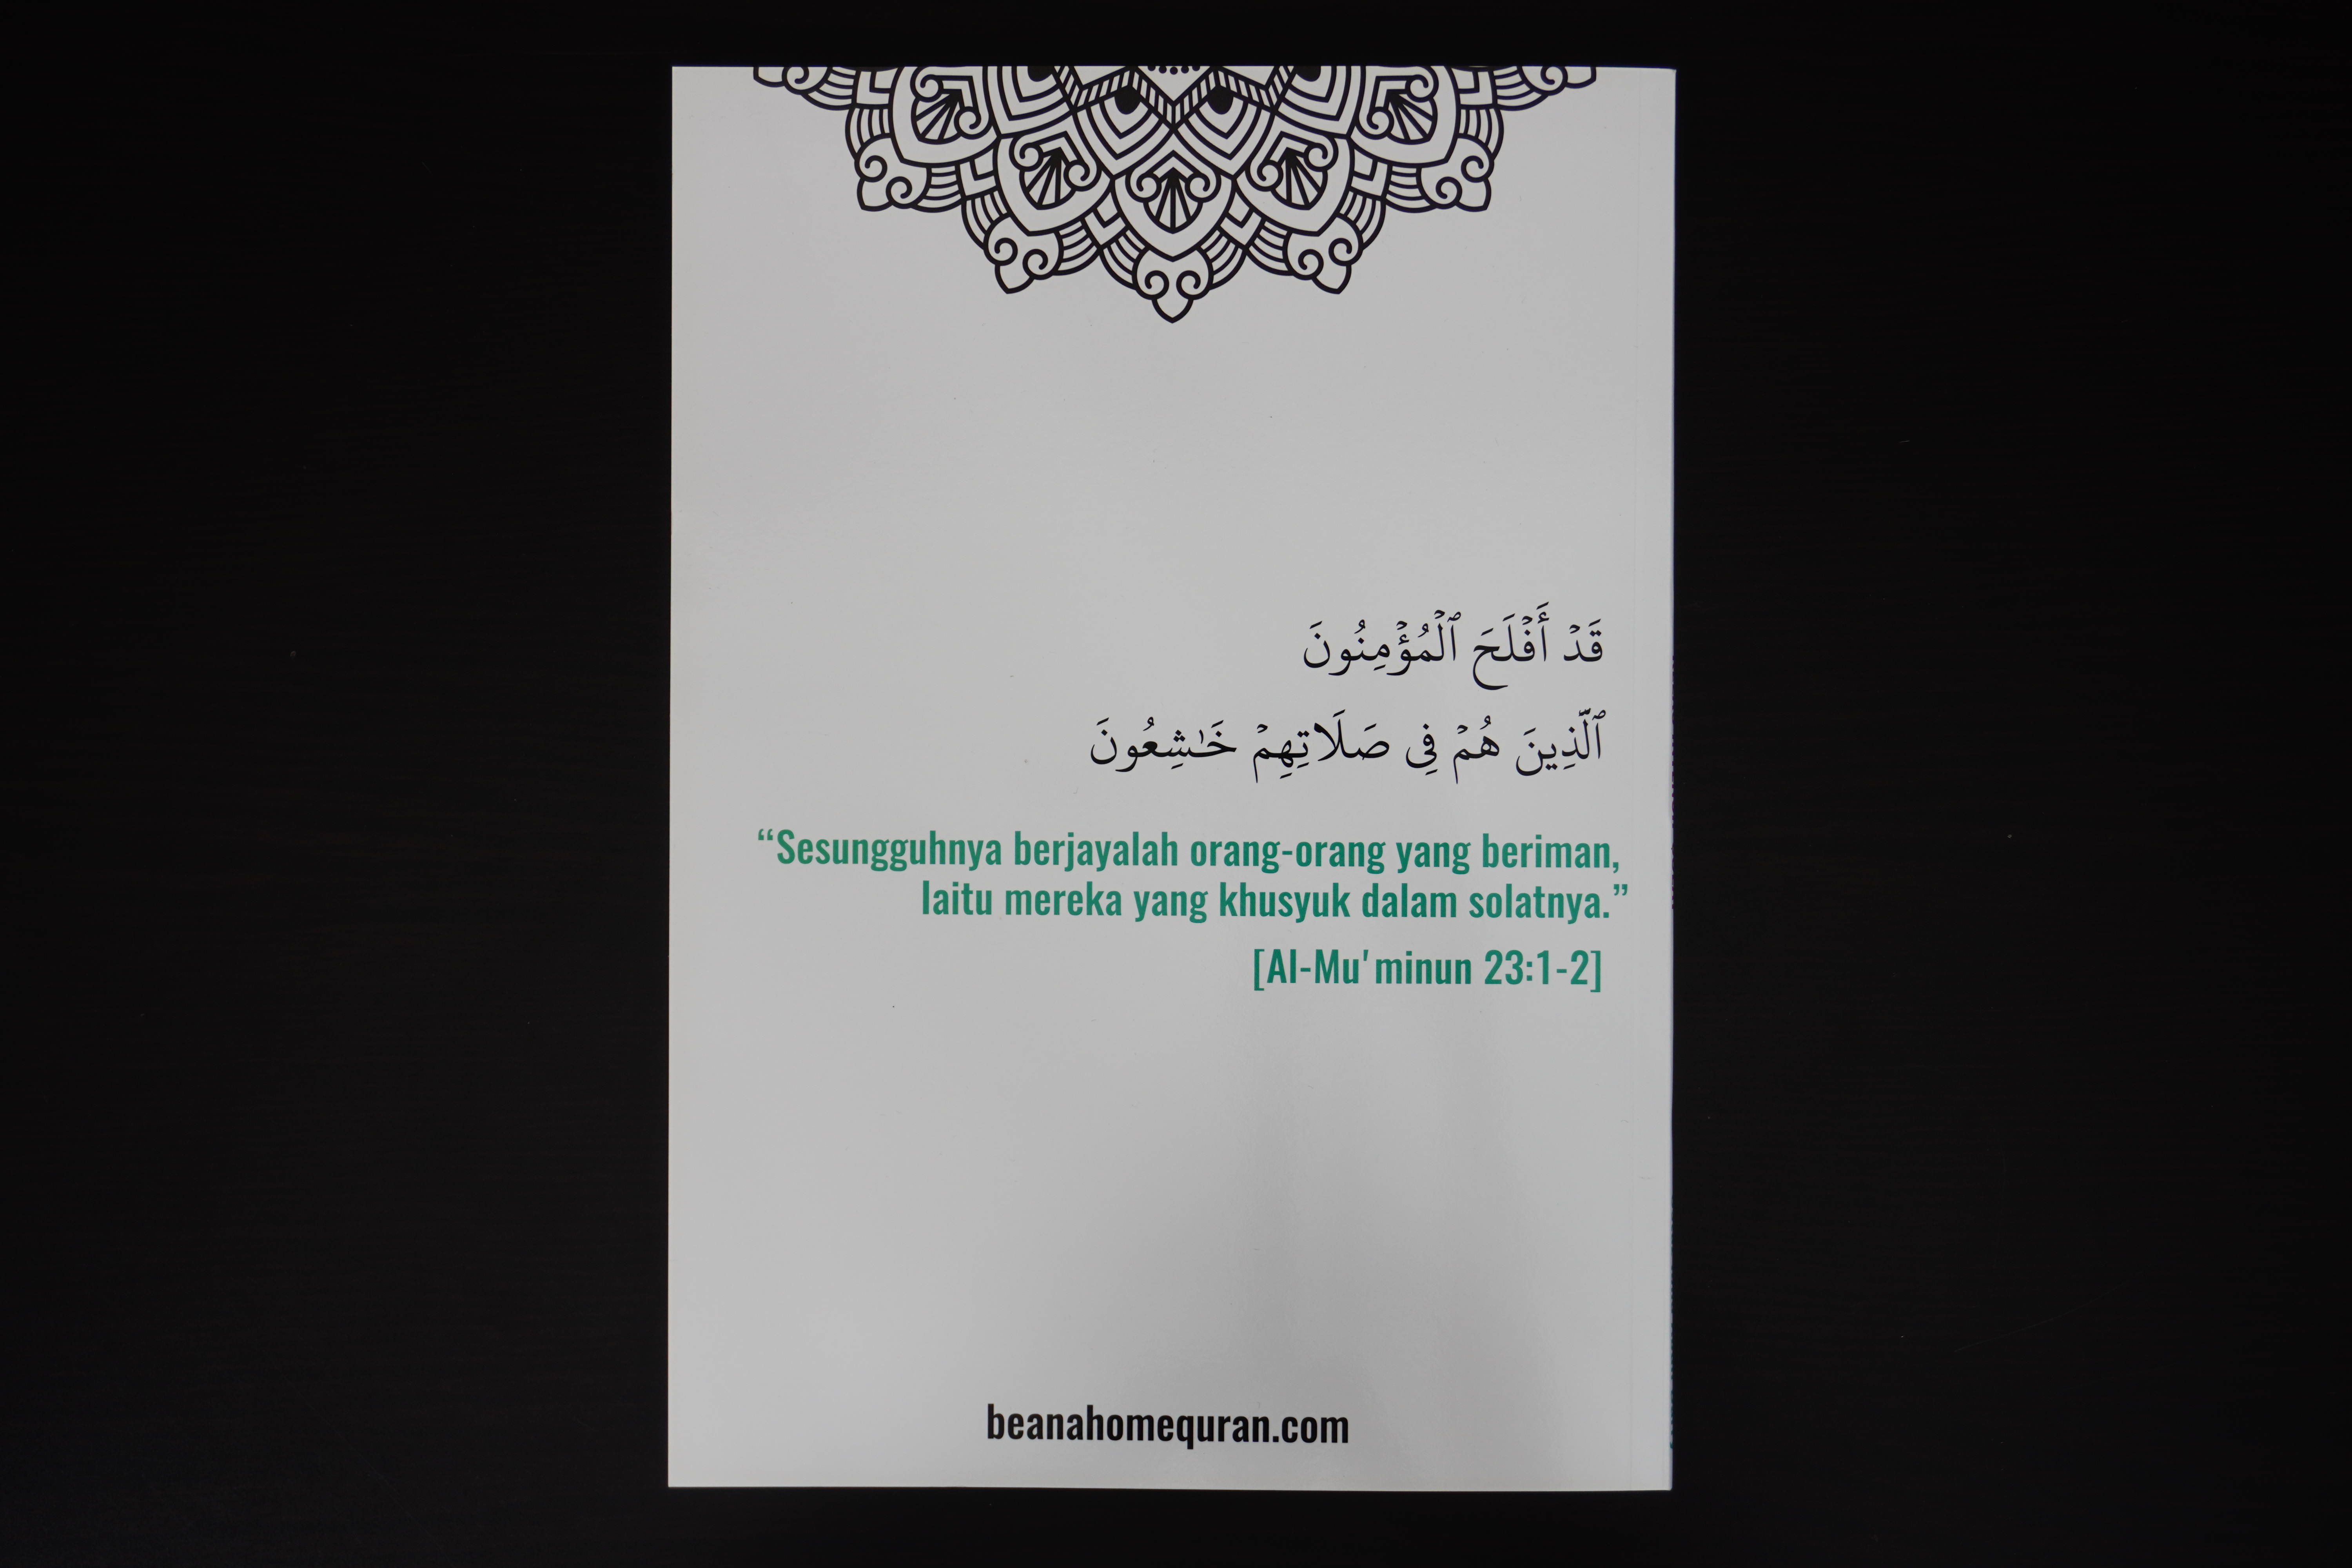 قَدۡ أَفۡلَحَ ٱلۡمُؤۡمِنُونَ
ٱلَّذِينَ هُمۡ فِي صَلَاتِهِمۡ خَٰشِعُونَ
“Sesungguhnya berjayalah orang-orang yang beriman,
Iaitu mereka yang khusyuk dalam solatnya.”
[Al-Mu'minun 23:1-2]
beanahomequran.com